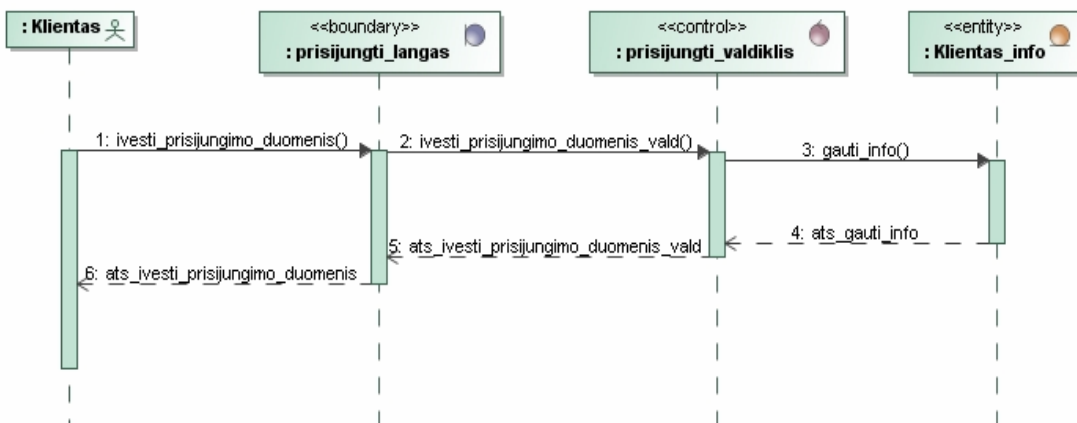 : Klientas
<<boundary>>
: prisijungti_langas
<<control>>
: prisijungti_valdiklis
<<entity>>
: Klientas_info
1: ivesti_prisijungimo_duomenis()
2: ivesti_prisijungimo_duomenis_vald()
3: gauti_info()
4: ats_gauti_info
5: ats_ivesti_prisijungimo_duomenis_vald
6: ats_ivesti_prisijungimo_duomenis